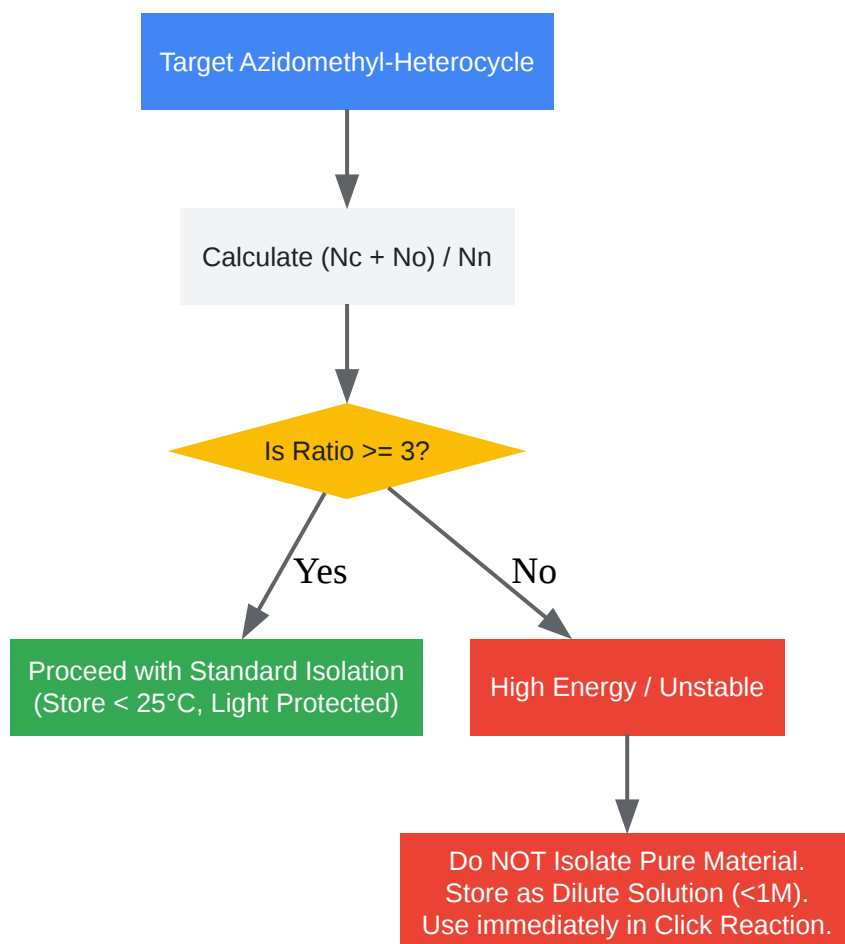 Target Azidomethyl-Heterocycle
Calculate (Nc + No) / Nn
Is Ratio >= 3?
Yes
No
Proceed with Standard Isolation
(Store < 25°C, Light Protected)
High Energy / Unstable
Do NOT Isolate Pure Material.
Store as Dilute Solution (<1M).
Use immediately in Click Reaction.